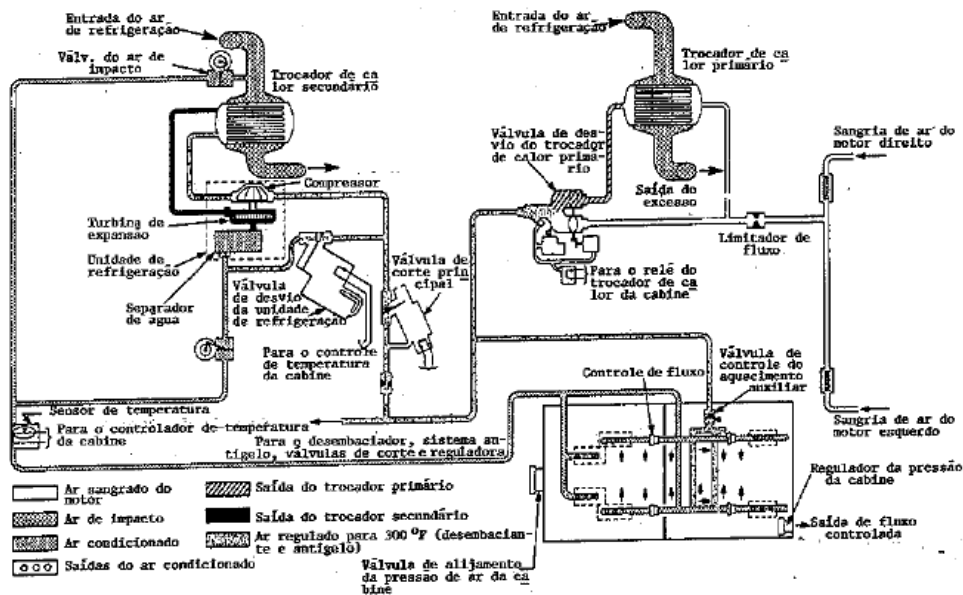 Entrada do ar
de refrigeração
Válv. do ar de
impacto
Trocador de ca
lor secundário
Entrada do ar
de refrigeração
Trocador de ca
lor primário
Válvula de des-
vio do trocador
de calor primá-
rio
Sangria de ar do
motor direito
Saída do
excesso
Limitador de
fluxo
Para o relé do
trocador de ca
lor da cabine
Compressor
Turbina de
expansão
Unidade de
refrigeração
Separador
de agua
Válvula
de desvio
da unidade
de refrigeração
Válvula de
corte prin
cipal
Para o controle
de temperatura
da cabine
Controle de fluxo
Válvula de
controle do
aquecimento
auxiliar
Sangria de ar do
motor esquerdo
Sensor de temperatura
Para o controlador de temperatura
da cabine
Para o desembaciador, sistema an-
tigelo, válvulas de corte e reguladora
Regulador da pressão
da cabine
Saída de fluxo
controlada
Válvula de alijamento
da pressão de ar da ca
bine
Ar sangrado do
motor
Ar de impacto
Ar condicionado
Saídas do ar condicionado
Saída do trocador primário
Saída do trocador secundário
Ar regulado para 300 ºF (desembacian-
te e antigelo)